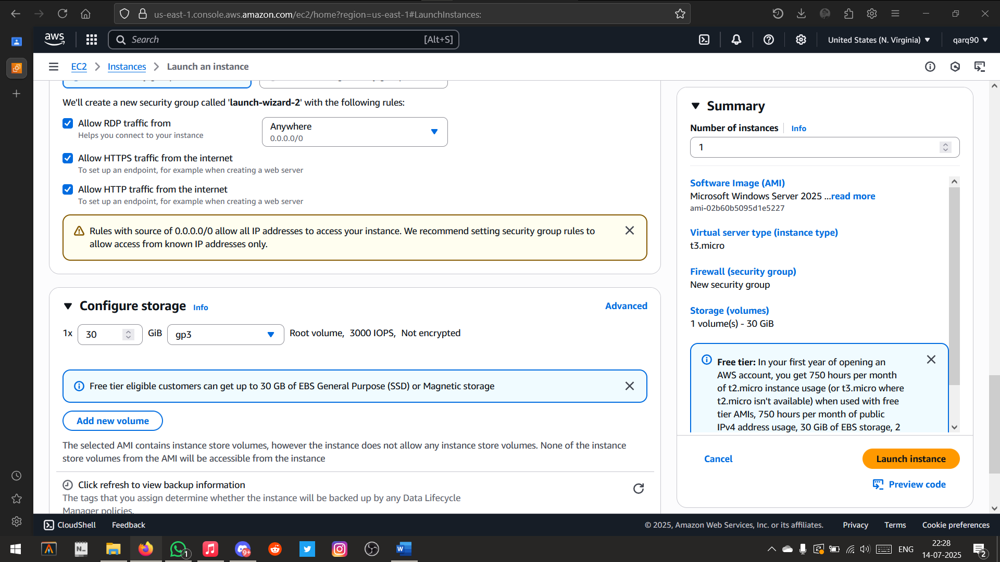 us-east-1.console.aws.amazon.com/ec2/home?region=us-east-1#LaunchInstances:
aws
Search
[Alt+S]
United States (N. Virginia)
qarq90
EC2
Instances
Launch an instance
We'll create a new security group called 'launch-wizard-2' with the following rules:
Allow RDP traffic from
Helps you connect to your instance
Anywhere
0.0.0.0/0
Allow HTTPS traffic from the internet
To set up an endpoint, for example when creating a web server
Allow HTTP traffic from the internet
To set up an endpoint, for example when creating a web server
Rules with source of 0.0.0.0/0 allow all IP addresses to access your instance. We recommend setting security group rules to
allow access from known IP addresses only.
Configure storage
Info
Advanced
1x
30
GiB
gp3
Root volume, 3000 IOPS, Not encrypted
Free tier eligible customers can get up to 30 GB of EBS General Purpose (SSD) or Magnetic storage
Add new volume
The selected AMI contains instance store volumes, however the instance does not allow any instance store volumes. None of the instance
store volumes from the AMI will be accessible from the instance
Click refresh to view backup information
The tags that you assign determine whether the instance will be backed up by any Data Lifecycle
Manager policies.
Summary
Number of instances
Info
1
Software Image (AMI)
Microsoft Windows Server 2025 ...read more
ami-02b60b5095d1e5227
Virtual server type (instance type)
t3.micro
Firewall (security group)
New security group
Storage (volumes)
1 volume(s) - 30 GiB
Free tier: In your first year of opening an
AWS account, you get 750 hours per month
of t2.micro instance usage (or t3.micro where
t2.micro isn't available) when used with free
tier AMIs, 750 hours per month of public
IPv4 address usage, 30 GiB of EBS storage, 2
Cancel
Launch instance
Preview code
CloudShell
Feedback
© 2025, Amazon Web Services, Inc. or its affiliates.
Privacy
Terms
Cookie preferences
N..
1
9+
W
ENG
22:28
14-07-2025
2